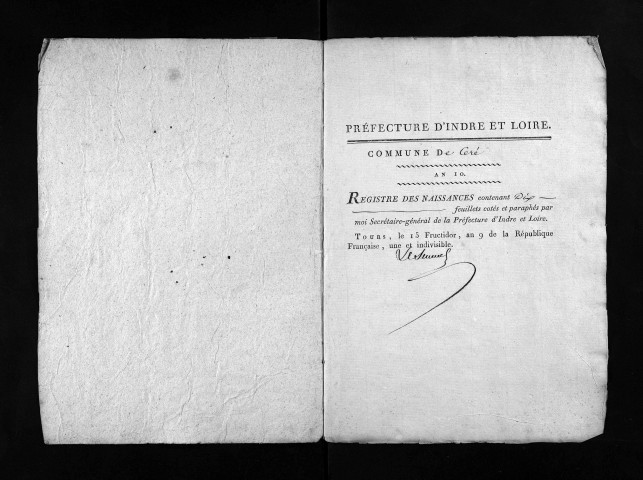 PRÉFECTURE D'INDRE ET LOIRE.
COMMUNE De Ceré
AN 10.
REGISTRE DES NAISSANCES contenant Dix
feuillets cotés et paraphés par
moi Secrétaire-général de la Préfecture d'Indre et Loire.
TOURS, le 15 Fructidor, an 9 de la République
Française, une et indivisible.